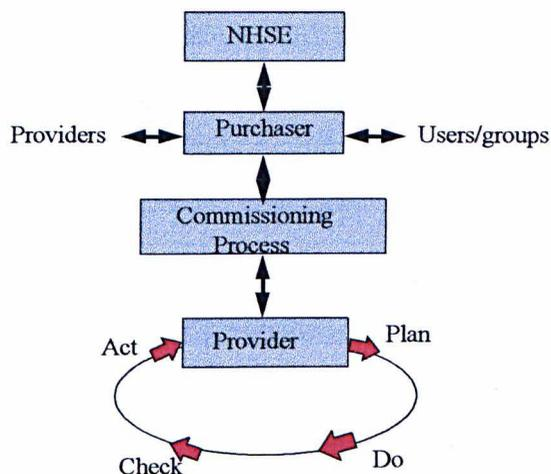 NHSE
Providers
Purchaser
Users/groups
Commissioning
Process
Provider
Act
Plan
Check
Do